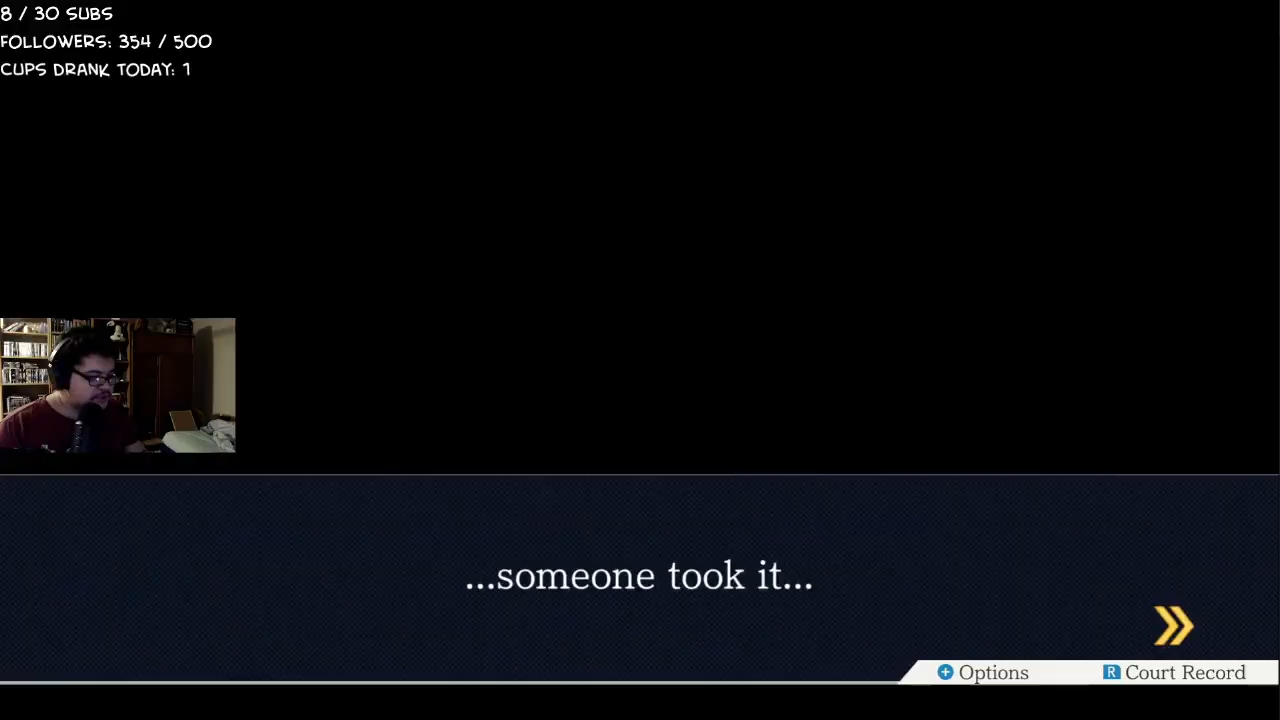 8 / 30 SUBS
FOLLOWERS: 354 / 500
CUPS DRANK TODAY: 1
...someone took it...
+ Options
R Court Record